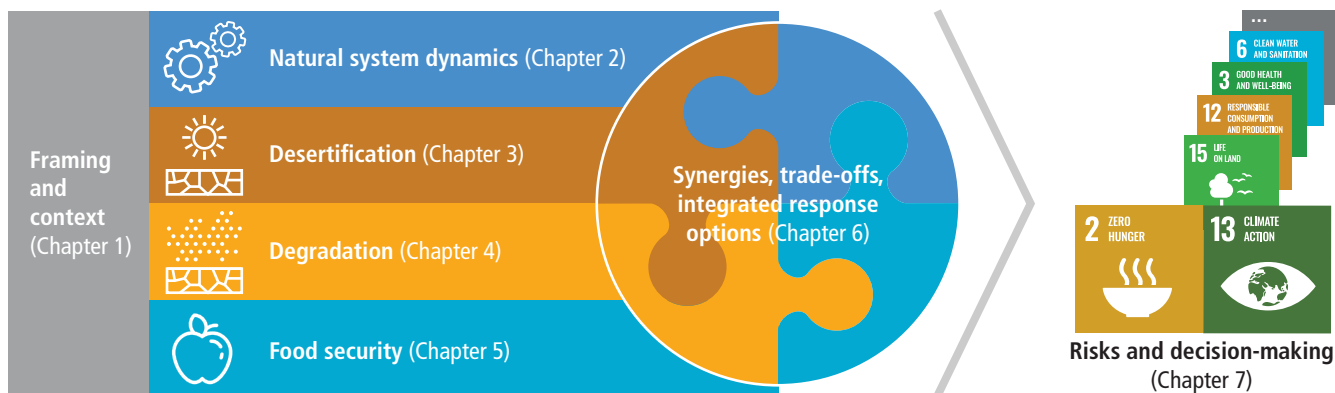 Framing
and
context
(Chapter 1)
Natural system dynamics (Chapter 2)
Desertification (Chapter 3)
Degradation (Chapter 4)
Food security (Chapter 5)
Synergies, trade-offs,
integrated response
options (Chapter 6)
...
6 CLEAN WATER
AND SANITATION
3 GOOD HEALTH
AND WELL-BEING
12 RESPONSIBLE
CONSUMPTION
AND PRODUCTION
15 LIFE
ON LAND
2 ZERO
HUNGER
13 CLIMATE
ACTION
Risks and decision-making
(Chapter 7)